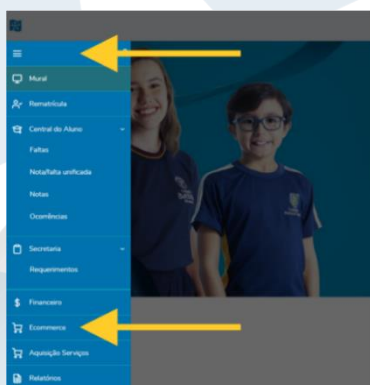 Mural
Rematrícula
Central do Aluno
Faltas
Nota/falta unificada
Notas
Ocorrências
Secretaria
Requerimentos
Financeiro
Ecommerce
Aquisição Serviços
Relatórios